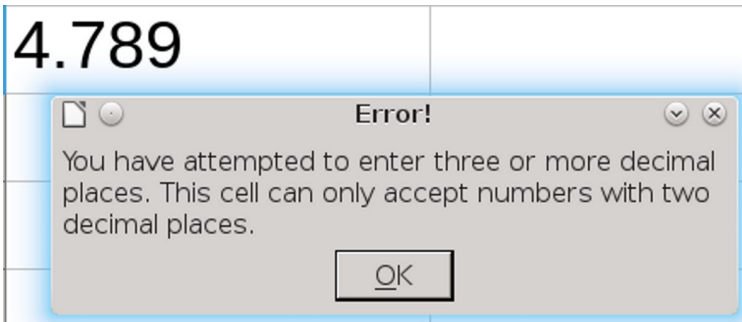 4.789
Error!
You have attempted to enter three or more decimal
places. This cell can only accept numbers with two
decimal places.
OK